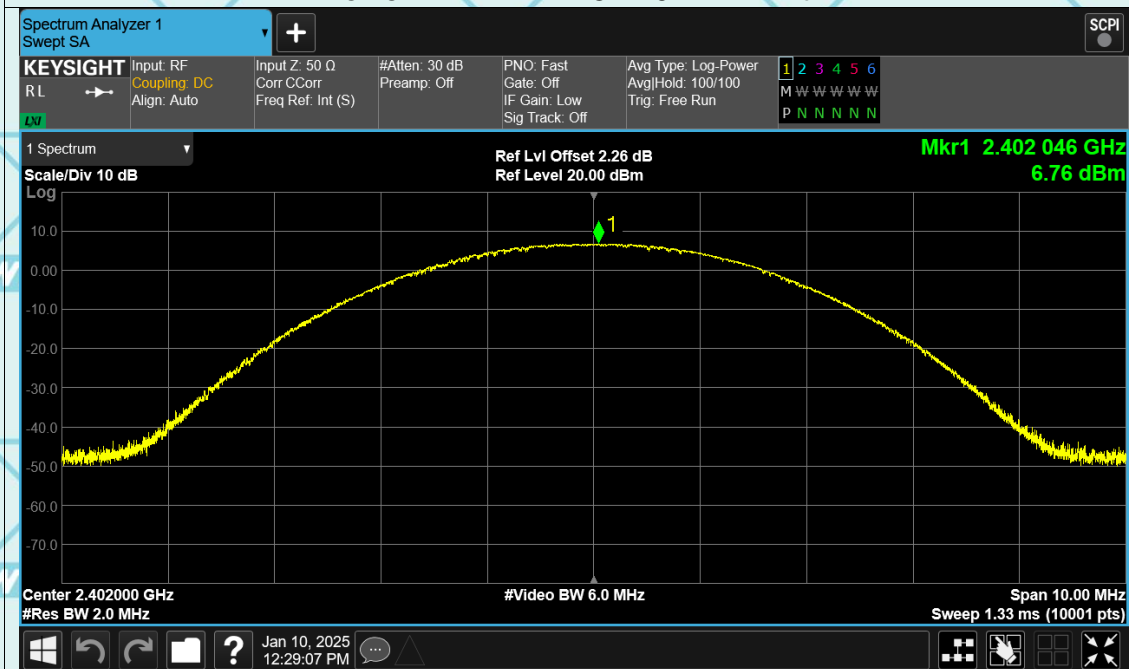 Spectrum Analyzer 1
Swept SA
+
SCPI
KEYSIGHT
RL
LXI
Input: RF
Coupling: DC
Align: Auto
Input Z: 50 Ω
Corr CCorr
Freq Ref: Int (S)
#Atten: 30 dB
Preamp: Off
PNO: Fast
Gate: Off
IF Gain: Low
Sig Track: Off
Avg Type: Log-Power
Avg|Hold: 100/100
Trig: Free Run
1 2 3 4 5 6
M W W W W W
P N N N N N
1 Spectrum
Scale/Div 10 dB
Log
Ref Lvl Offset 2.26 dB
Ref Level 20.00 dBm
Mkr1 2.402 046 GHz
6.76 dBm
1
10.0
0.00
-10.0
-20.0
-30.0
-40.0
-50.0
-60.0
-70.0
Center 2.402000 GHz
#Res BW 2.0 MHz
#Video BW 6.0 MHz
Span 10.00 MHz
Sweep 1.33 ms (10001 pts)
?
Jan 10, 2025
12:29:07 PM